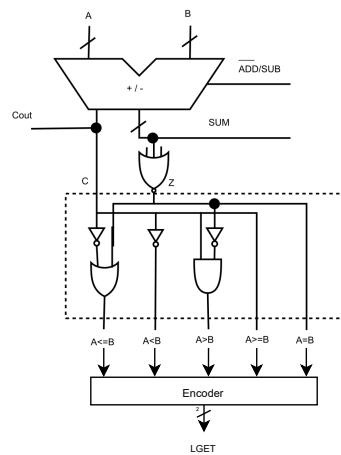 A
B
ADD/SUB
+ / -
Cout
SUM
C
Z
A<=B
A<B
A>B
A>=B
A=B
Encoder
2
LGET